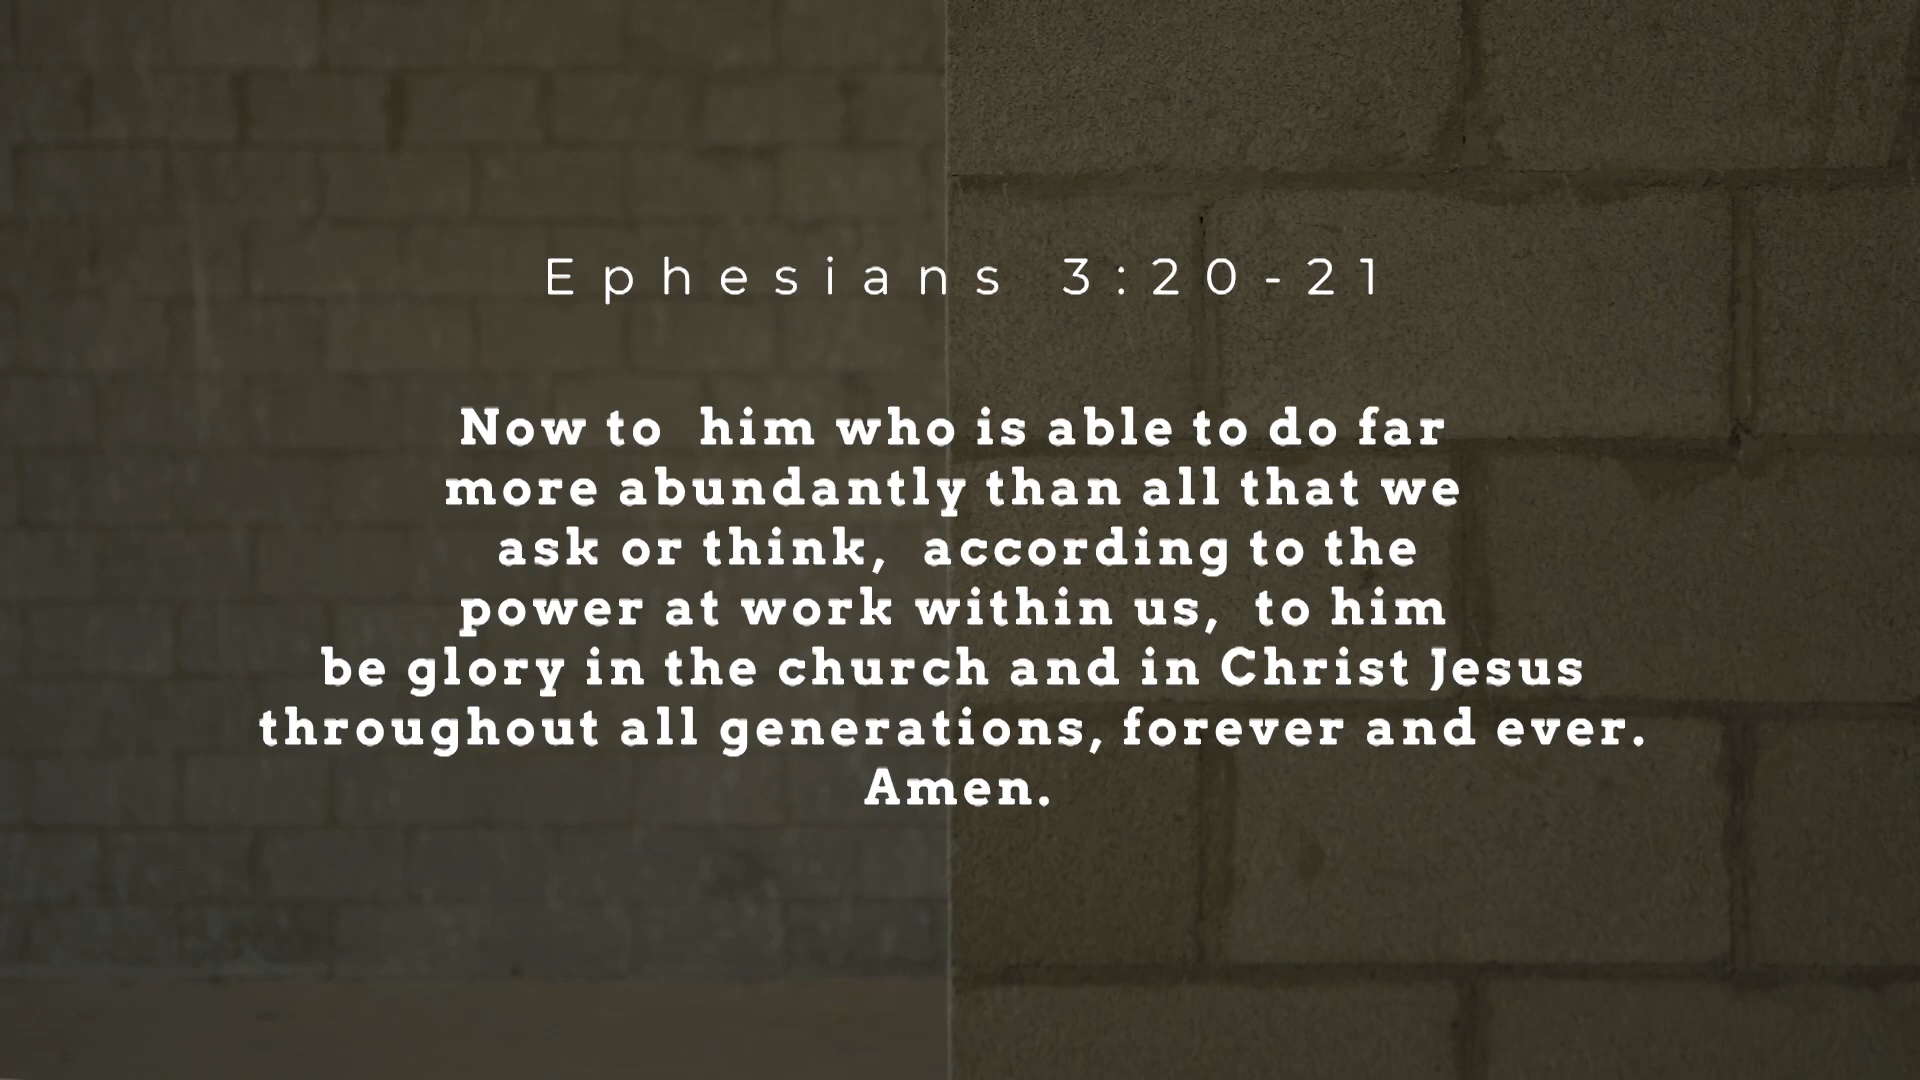 Ephesians 3:20-21
Now to  him who is able to do far
more abundantly than all that we
ask or think,  according to the
power at work within us,  to him
be glory in the church and in Christ Jesus
throughout all generations, forever and ever.
Amen.